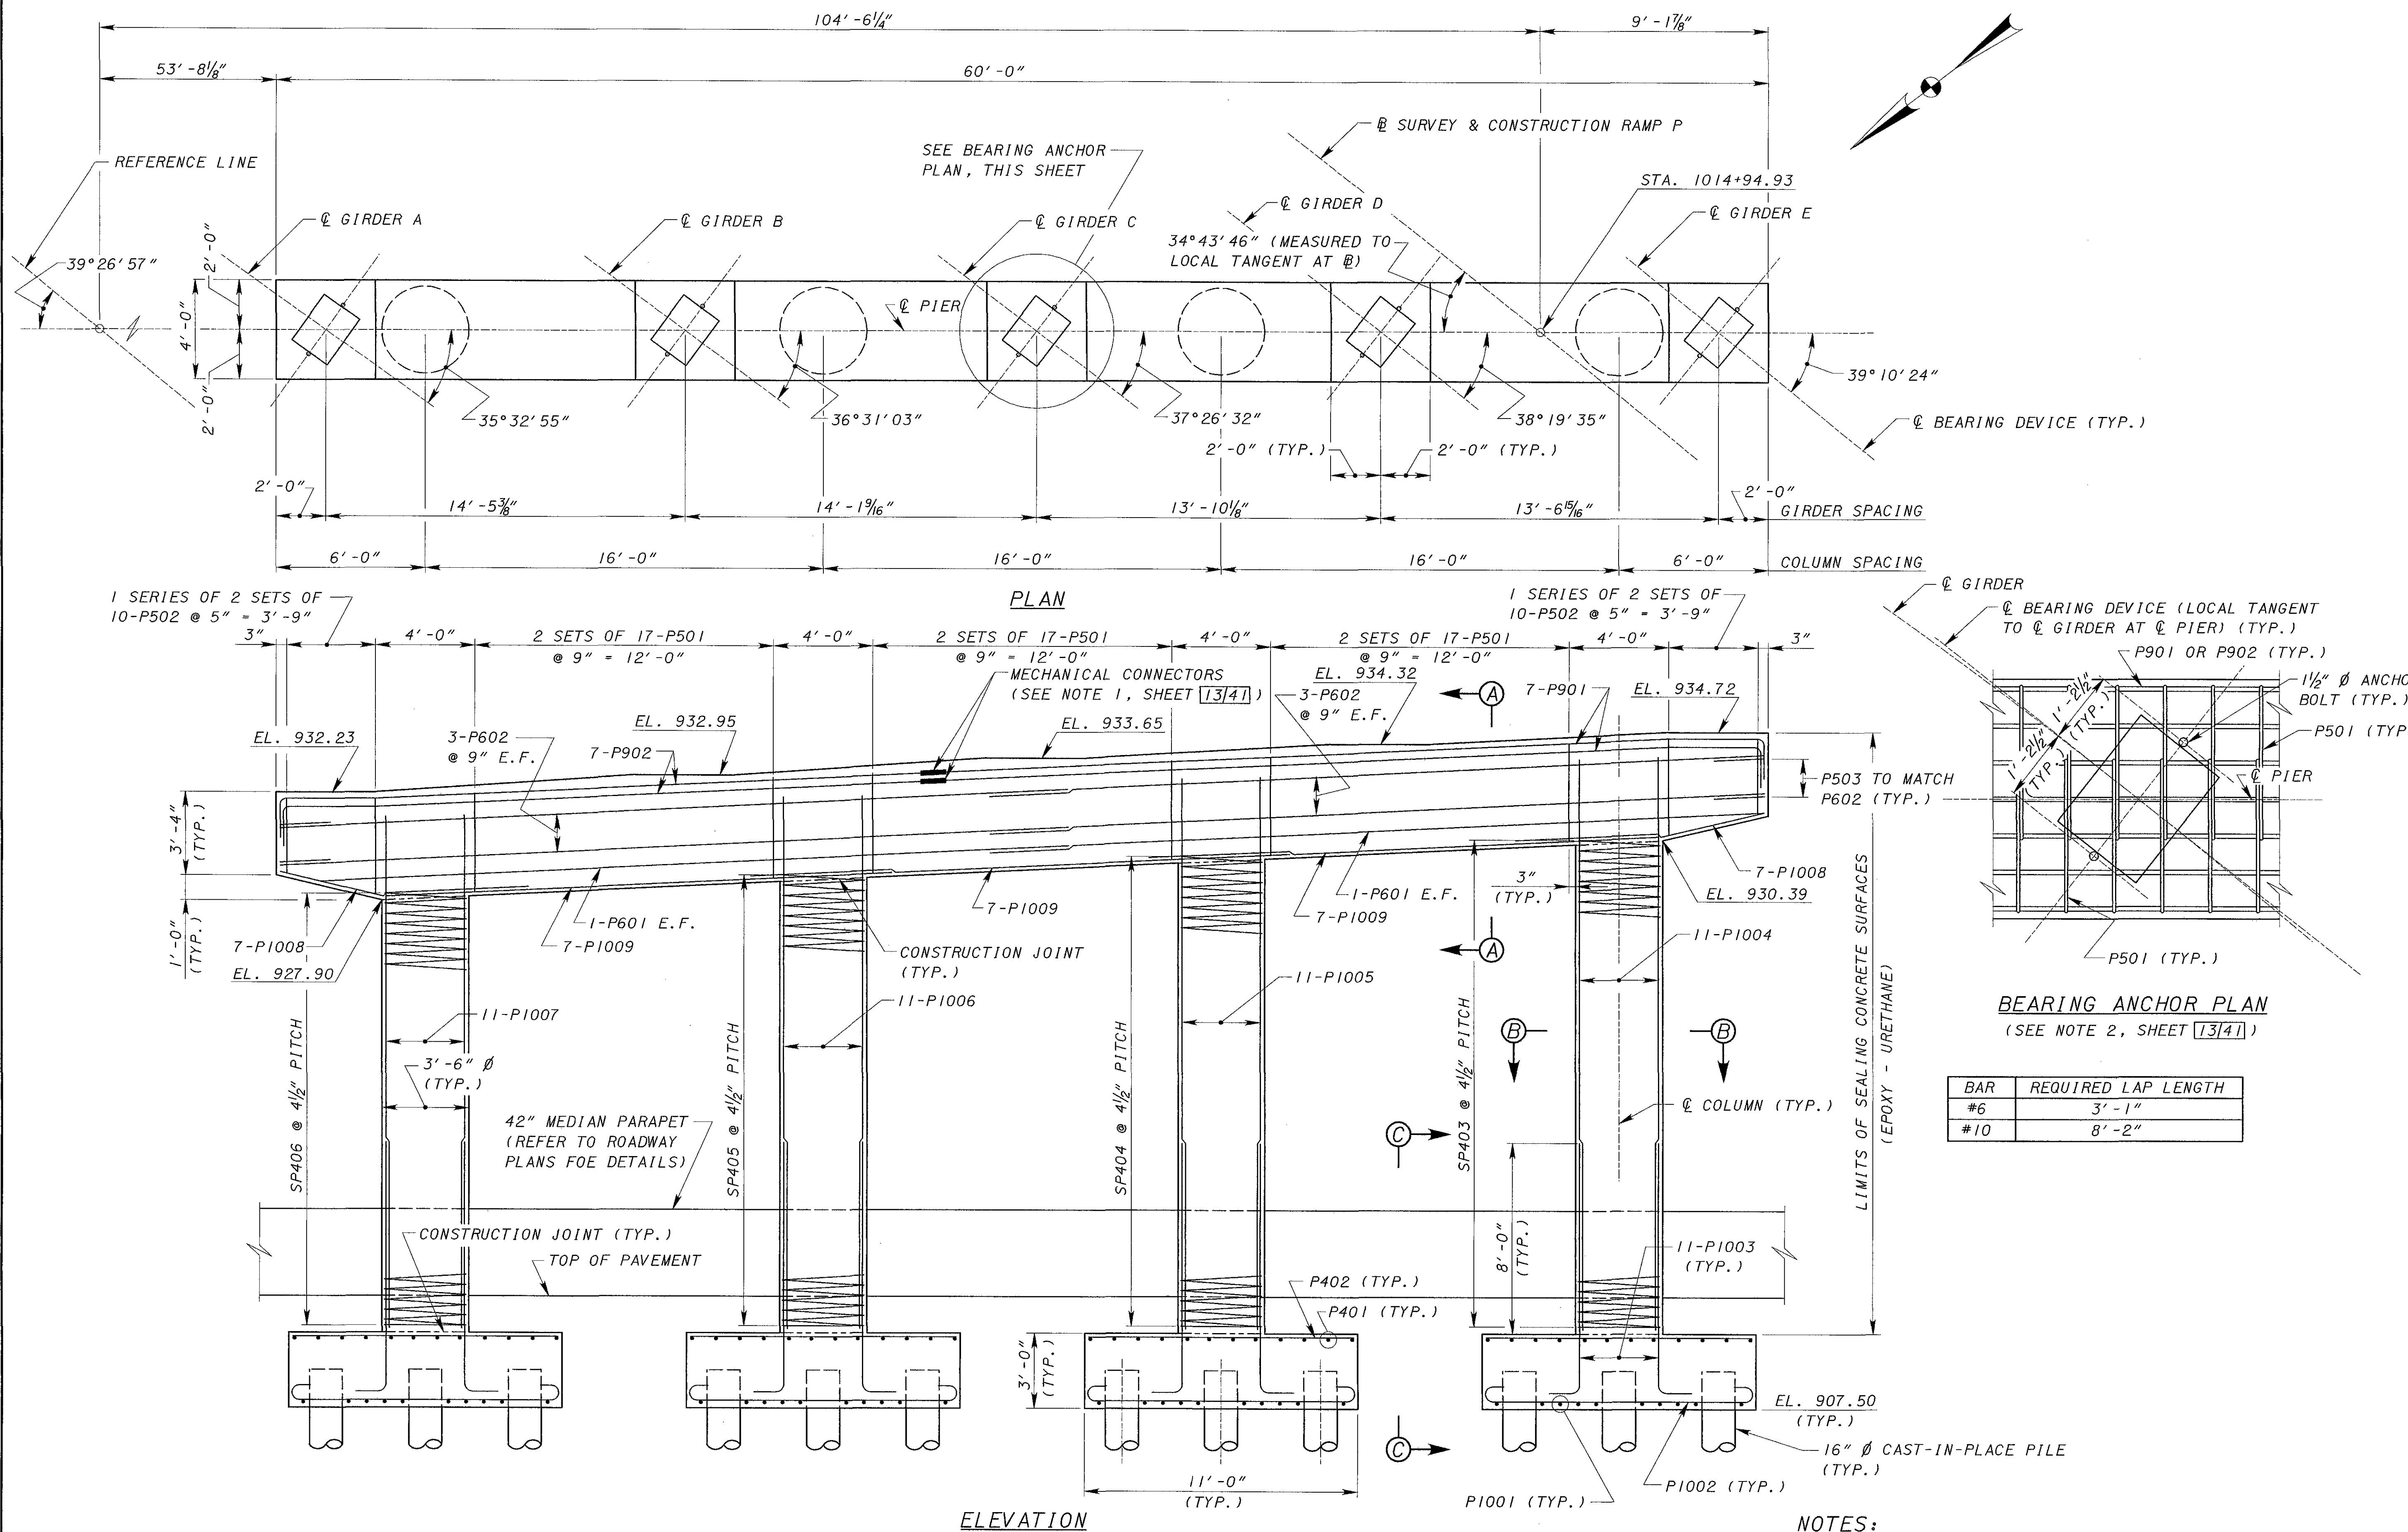 104'-6¼"
9'-1⅞"
53'-8⅛"
60'-0"
REFERENCE LINE
39°26'57"
℄ GIRDER A
℄ GIRDER B
SEE BEARING ANCHOR
PLAN, THIS SHEET
℄ GIRDER C
℄ GIRDER D
34°43'46" (MEASURED TO
LOCAL TANGENT AT ⅊)
⅊ SURVEY & CONSTRUCTION RAMP P
STA. 1014+94.93
℄ GIRDER E
2'-0"
4'-0"
2'-0"
℄ PIER
35°32'55"
36°31'03"
37°26'32"
38°19'35"
39°10'24"
℄ BEARING DEVICE (TYP.)
2'-0" (TYP.)
2'-0" (TYP.)
2'-0"
14'-5⅜"
14'-1 9/16"
13'-10⅛"
13'-6 15/16"
2'-0"
GIRDER SPACING
6'-0"
16'-0"
16'-0"
16'-0"
6'-0"
COLUMN SPACING
PLAN
1 SERIES OF 2 SETS OF
10-P502 @ 5" = 3'-9"
3"
4'-0"
2 SETS OF 17-P501
@ 9" = 12'-0"
4'-0"
2 SETS OF 17-P501
@ 9" = 12'-0"
4'-0"
2 SETS OF 17-P501
@ 9" = 12'-0"
4'-0"
1 SERIES OF 2 SETS OF
10-P502 @ 5" = 3'-9"
3"
MECHANICAL CONNECTORS
(SEE NOTE 1, SHEET 13/41)
EL. 932.23
3-P602
@ 9" E.F.
EL. 932.95
7-P902
EL. 933.65
3-P602
@ 9" E.F.
EL. 934.32
A
7-P901
EL. 934.72
P503 TO MATCH
P602 (TYP.)
3'-4"
(TYP.)
1'-0"
(TYP.)
7-P1008
EL. 927.90
1-P601 E.F.
7-P1009
CONSTRUCTION JOINT
(TYP.)
7-P1009
1-P601 E.F.
7-P1009
A
3"
(TYP.)
7-P1008
EL. 930.39
11-P1007
11-P1006
11-P1005
11-P1004
3'-6" Ø
(TYP.)
SP406 @ 4½" PITCH
SP405 @ 4½" PITCH
SP404 @ 4½" PITCH
SP403 @ 4½" PITCH
B
B
℄ COLUMN (TYP.)
42" MEDIAN PARAPET
(REFER TO ROADWAY
PLANS FOE DETAILS)
CONSTRUCTION JOINT (TYP.)
TOP OF PAVEMENT
C
8'-0"
(TYP.)
11-P1003
(TYP.)
P402 (TYP.)
P401 (TYP.)
3'-0"
(TYP.)
11'-0"
(TYP.)
C
EL. 907.50
(TYP.)
16" Ø CAST-IN-PLACE PILE
(TYP.)
P1002 (TYP.)
P1001 (TYP.)
LIMITS OF SEALING CONCRETE SURFACES
(EPOXY - URETHANE)
ELEVATION
℄ GIRDER
℄ BEARING DEVICE (LOCAL TANGENT
TO ℄ GIRDER AT ℄ PIER) (TYP.)
P901 OR P902 (TYP.)
1½" Ø ANCHO
BOLT (TYP.)
P501 (TYP
℄ PIER
1'-2½"
(TYP.)
1'-2½"
(TYP.)
P501 (TYP.)
BEARING ANCHOR PLAN
(SEE NOTE 2, SHEET 13/41)
BAR REQUIRED LAP LENGTH
#6 3'-1"
#10 8'-2"
NOTES: